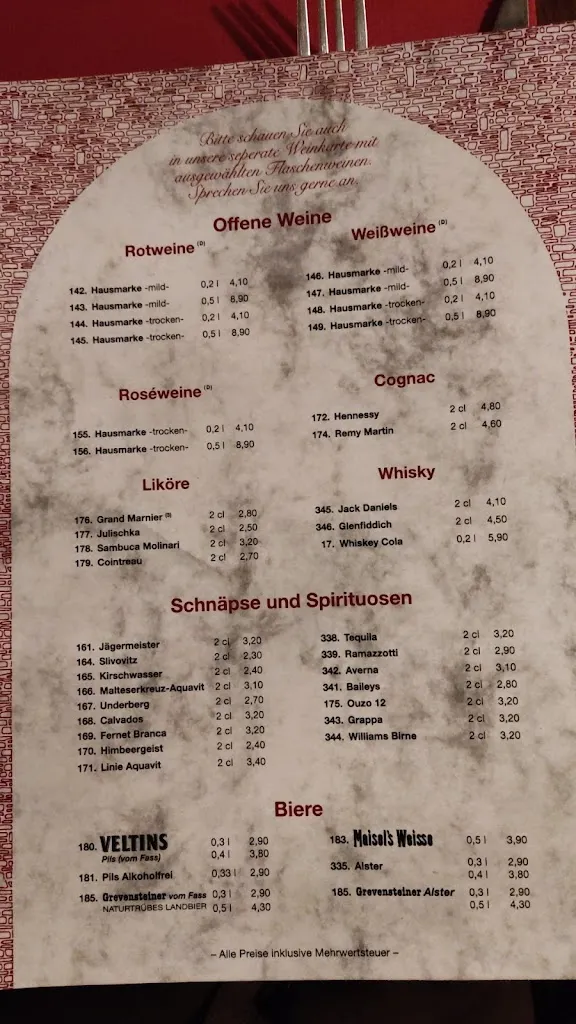 Bitte schauen Sie auch
in unsere seperate Weinkarte mit
ausgewählten Flaschenweinen.
Sprechen Sie uns gerne an.
Offene Weine
Rotweine (D)
142. Hausmarke -mild- 0,2 l 4,10
143. Hausmarke -mild- 0,5 l 8,90
144. Hausmarke -trocken- 0,2 l 4,10
145. Hausmarke -trocken- 0,5 l 8,90
Weißweine (D)
146. Hausmarke -mild- 0,2 l 4,10
147. Hausmarke -mild- 0,5 l 8,90
148. Hausmarke -trocken- 0,2 l 4,10
149. Hausmarke -trocken- 0,5 l 8,90
Roséweine (D)
155. Hausmarke -trocken- 0,2 l 4,10
156. Hausmarke -trocken- 0,5 l 8,90
Cognac
172. Hennessy 2 cl 4,80
174. Remy Martin 2 cl 4,60
Liköre
176. Grand Marnier 2 cl 2,80
177. Julischka 2 cl 2,50
178. Sambuca Molinari 2 cl 3,20
179. Cointreau 2 cl 2,70
Whisky
345. Jack Daniels 2 cl 4,10
346. Glenfiddich 2 cl 4,50
17. Whiskey Cola 0,2 l 5,90
Schnäpse und Spirituosen
161. Jägermeister 2 cl 3,20
164. Slivovitz 2 cl 2,30
165. Kirschwasser 2 cl 2,40
166. Malteserkreuz-Aquavit 2 cl 3,10
167. Underberg 2 cl 2,70
168. Calvados 2 cl 3,20
169. Fernet Branca 2 cl 3,20
170. Himbeergeist 2 cl 2,40
171. Linie Aquavit 2 cl 3,40
338. Tequila 2 cl 3,20
339. Ramazzotti 2 cl 2,90
342. Averna 2 cl 3,10
341. Baileys 2 cl 2,80
175. Ouzo 12 2 cl 3,20
343. Grappa 2 cl 3,20
344. Williams Birne 2 cl 3,20
Biere
180. VELTINS 0,3 l 2,90
Pils (vom Fass) 0,4 l 3,80
181. Pils Alkoholfrei 0,33 l 2,90
185. Grevensteiner vom Fass 0,3 l 2,90
NATURTRÜBES LANDBIER 0,5 l 4,30
183. Maisel's Weisse 0,5 l 3,90
335. Alster 0,3 l 2,90
0,4 l 3,80
185. Grevensteiner Alster 0,3 l 2,90
0,5 l 4,30
– Alle Preise inklusive Mehrwertsteuer –